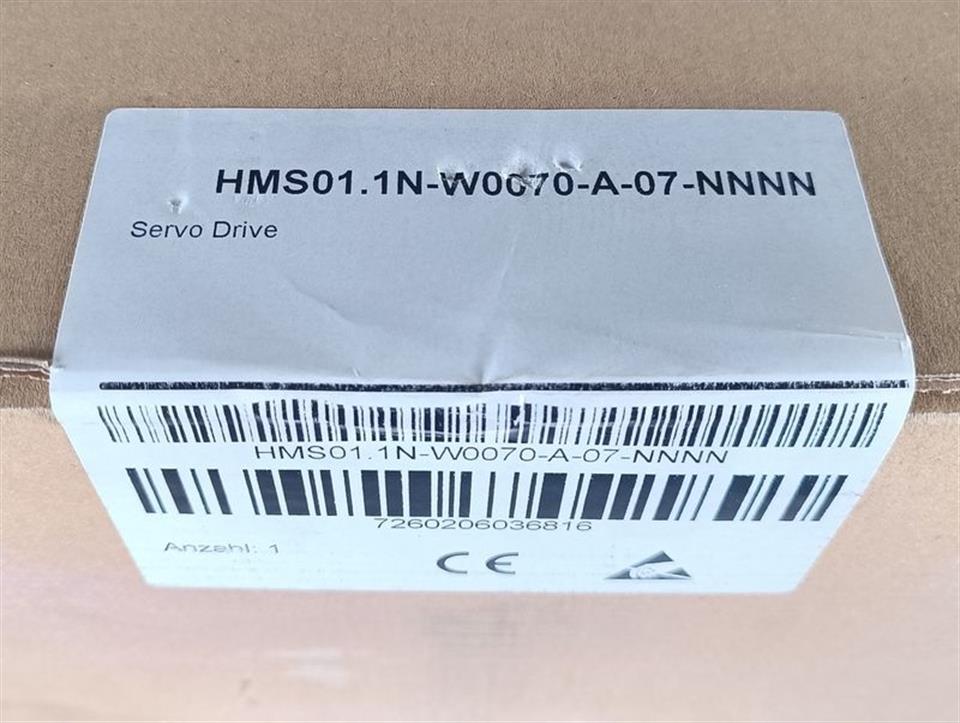 HMS01.1N-W0070-A-07-NNNN
Servo Drive
HMS01.1N-W0070-A-07-NNNN
7260206036816
Anzahl: 1
CE